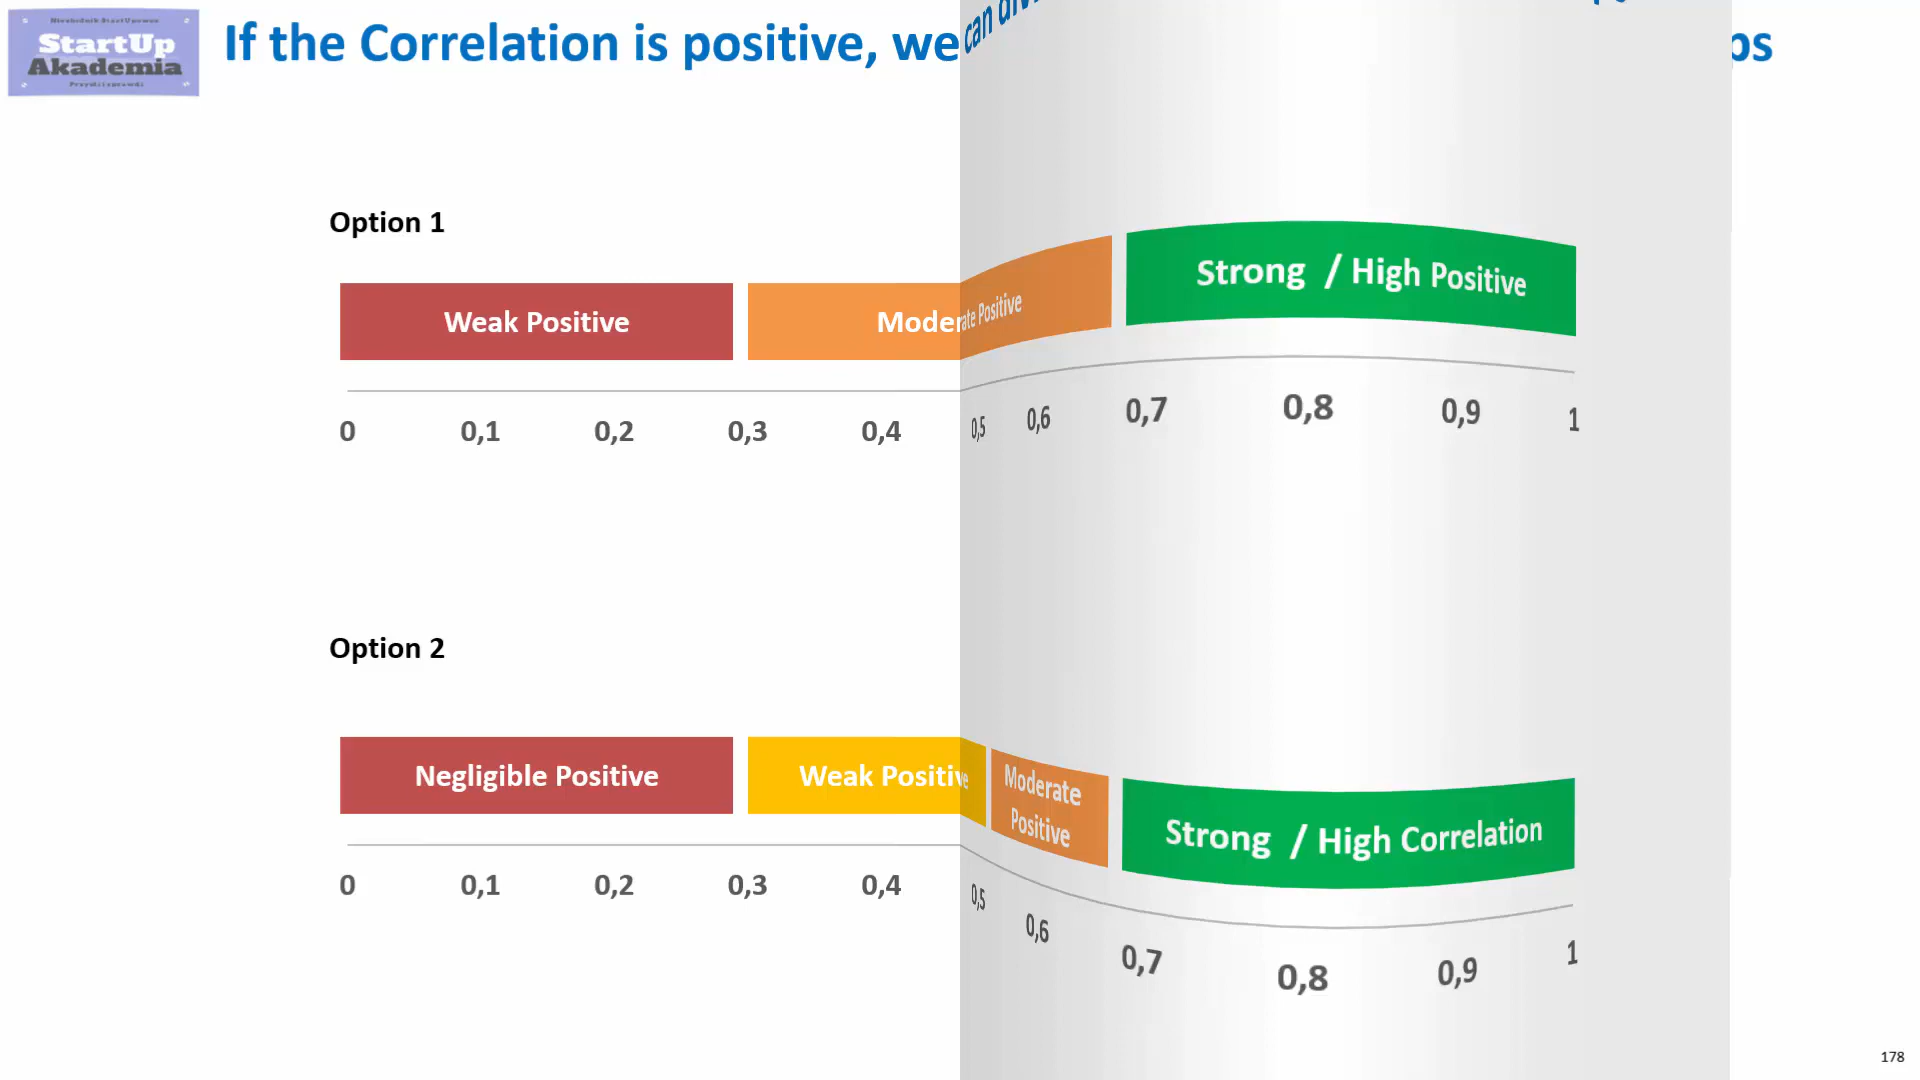 StartUp
Akademia
If the Correlation is positive, we can
ps
Option 1
Weak Positive
Moderate Positive
Strong / High Positive
0 0,1 0,2 0,3 0,4 0,5 0,6 0,7 0,8 0,9 1
Option 2
Negligible Positive
Weak Positive
Moderate
Positive
Strong / High Correlation
0 0,1 0,2 0,3 0,4 0,5 0,6 0,7 0,8 0,9 1
178